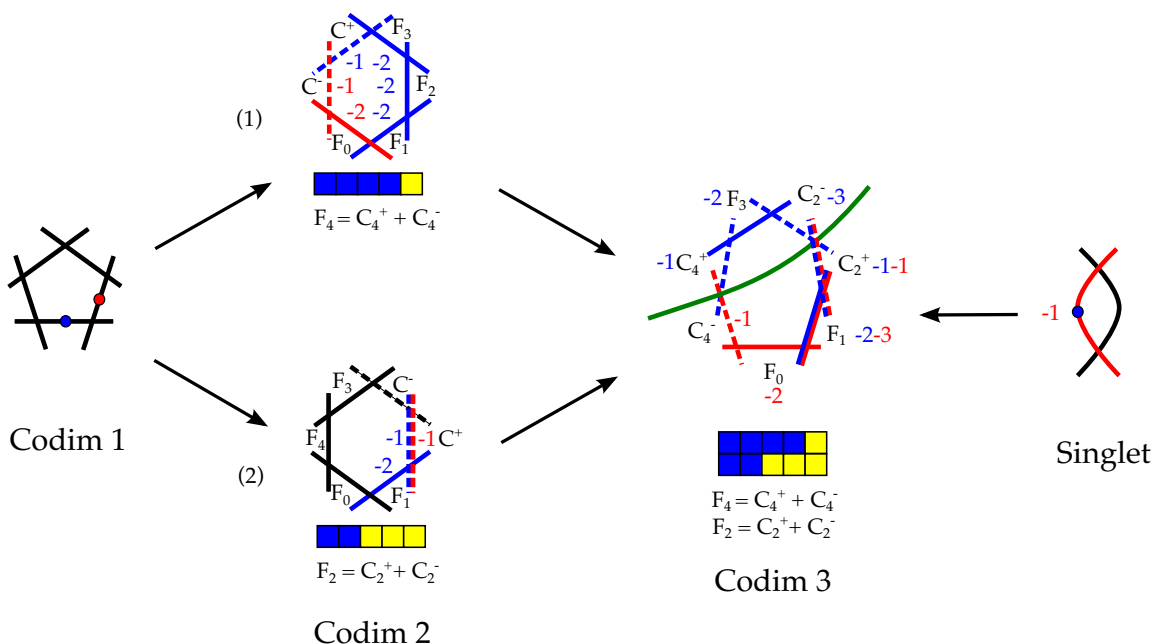 C⁺ F₃
-1 -2
C⁻ -1 -2 F₂
(1) -2 -2
F₀ F₁
F₄ = C₄⁺ + C₄⁻
Codim 1
F₃ C⁻
F₄ -1 -1 C⁺
(2) -2
F₀ F₁
F₂ = C₂⁺ + C₂⁻
Codim 2
-2 F₃ C₂⁻ -3
-1 C₄⁺ C₂⁺ -1 -1
C₄⁻ -1 F₁ -2 -3
F₀
-2
F₄ = C₄⁺ + C₄⁻
F₂ = C₂⁺ + C₂⁻
Codim 3
-1
Singlet